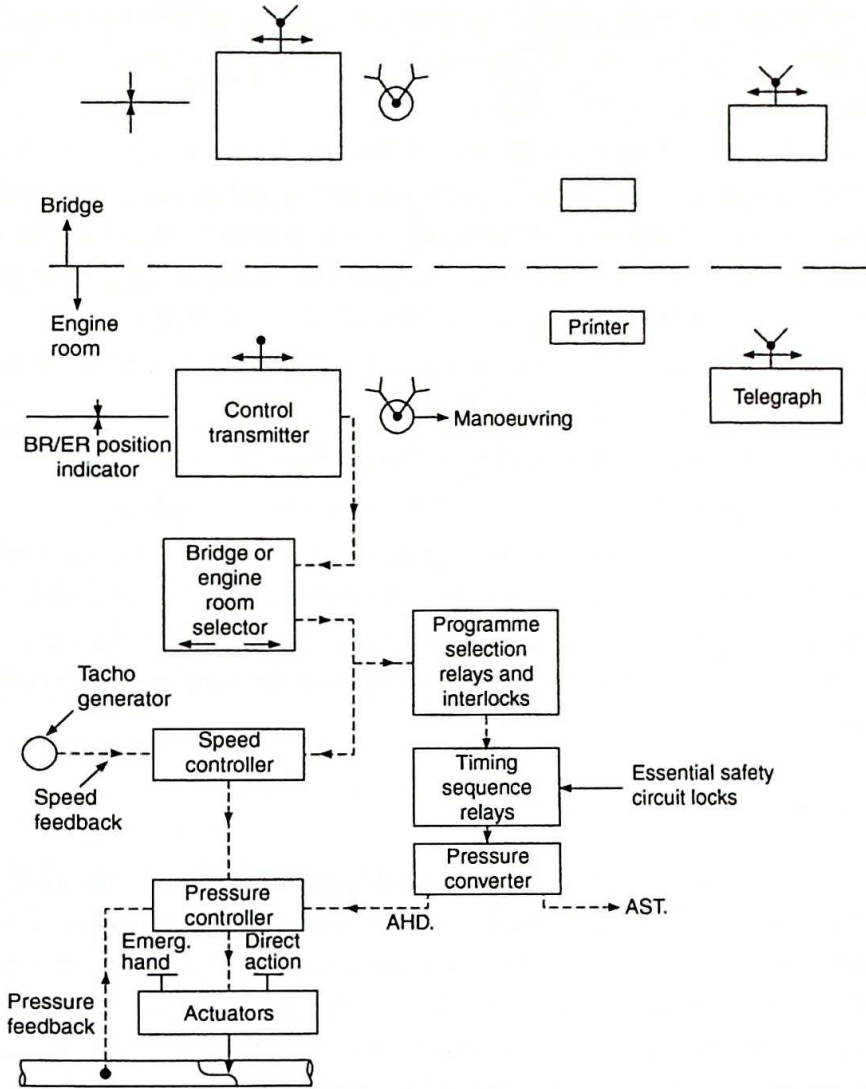 Bridge
Engine
room
Printer
Telegraph
Control
transmitter
Manoeuvring
BR/ER position
indicator
Bridge or
engine
room
selector
Programme
selection
relays and
interlocks
Tacho
generator
Speed
controller
Speed
feedback
Timing
sequence
relays
Essential safety
circuit locks
Pressure
converter
AST.
AHD.
Pressure
controller
Emerg.
hand
Direct
action
Pressure
feedback
Actuators